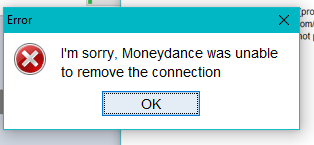 Error
I'm sorry, Moneydance was unable
to remove the connection
OK